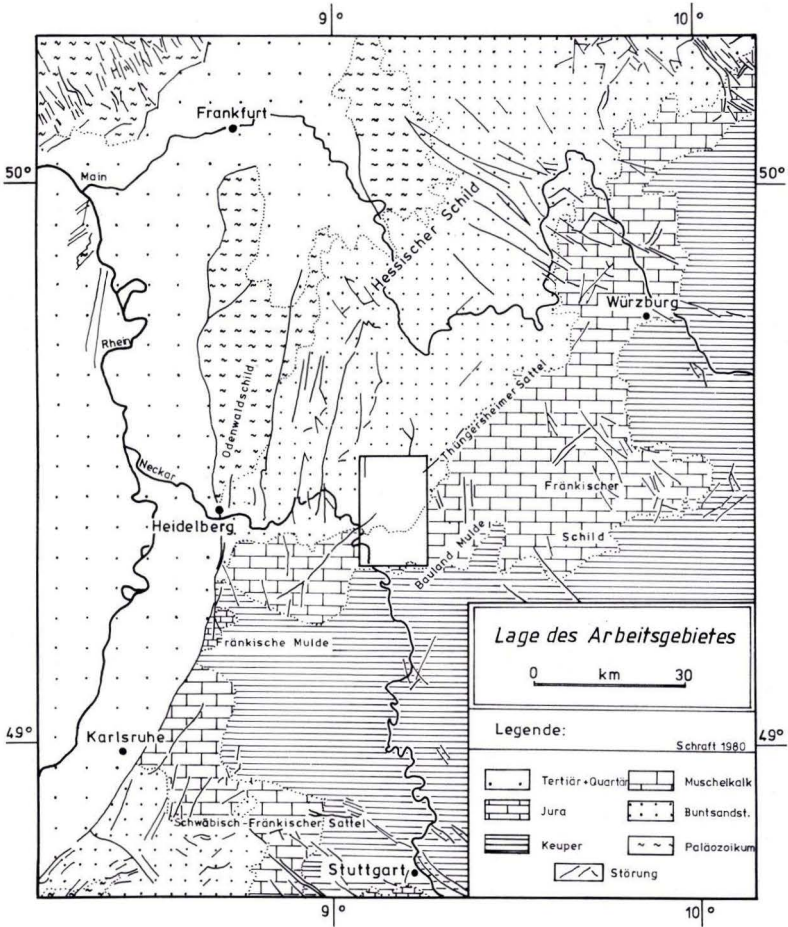 9°
10°
Frankfurt
50°
Main
50°
Hessischer Schild
Würzburg
Rhein
Odenwaldschild
Thüngersheimer Sattel
Neckar
Fränkischer
Heidelberg
Schild
Bauland Mulde
Lage des Arbeitsgebietes
Fränkische Mulde
0 km 30
49°
Karlsruhe
Legende:
49°
Schraft 1980
Tertiär+Quartär
Muschelkalk
Jura
Buntsandst.
Schwäbisch-Fränkischer Sattel
Keuper
Paläozoikum
Stuttgart
Störung
9°
10°